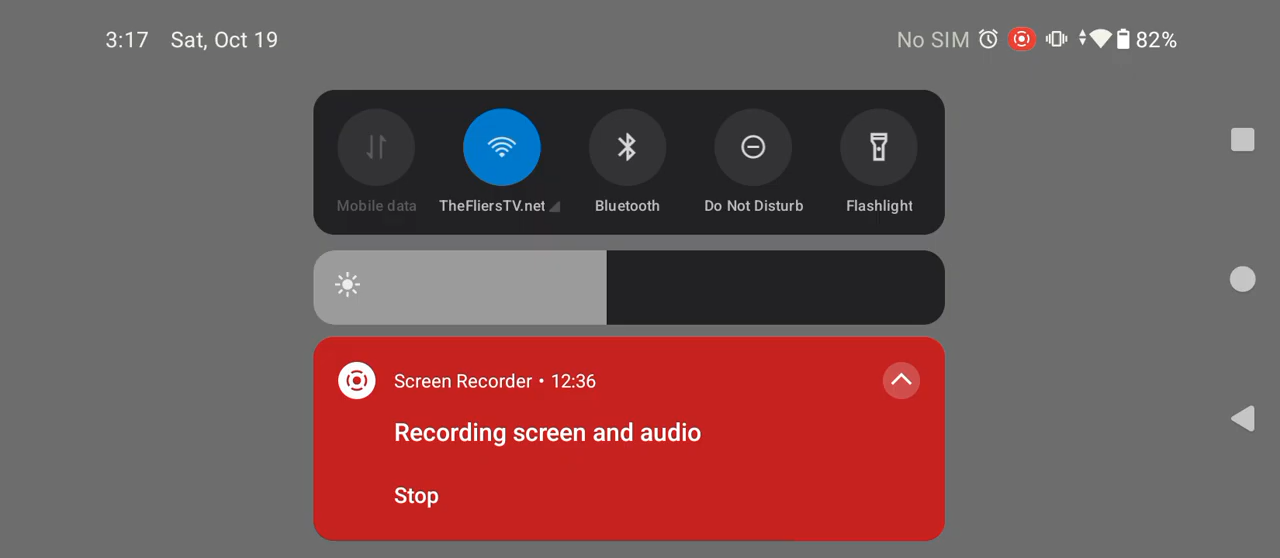 3:17 Sat, Oct 19 No SIM 82%
Mobile data TheFliersTV.net Bluetooth Do Not Disturb Flashlight
Screen Recorder • 12:36
Recording screen and audio
Stop